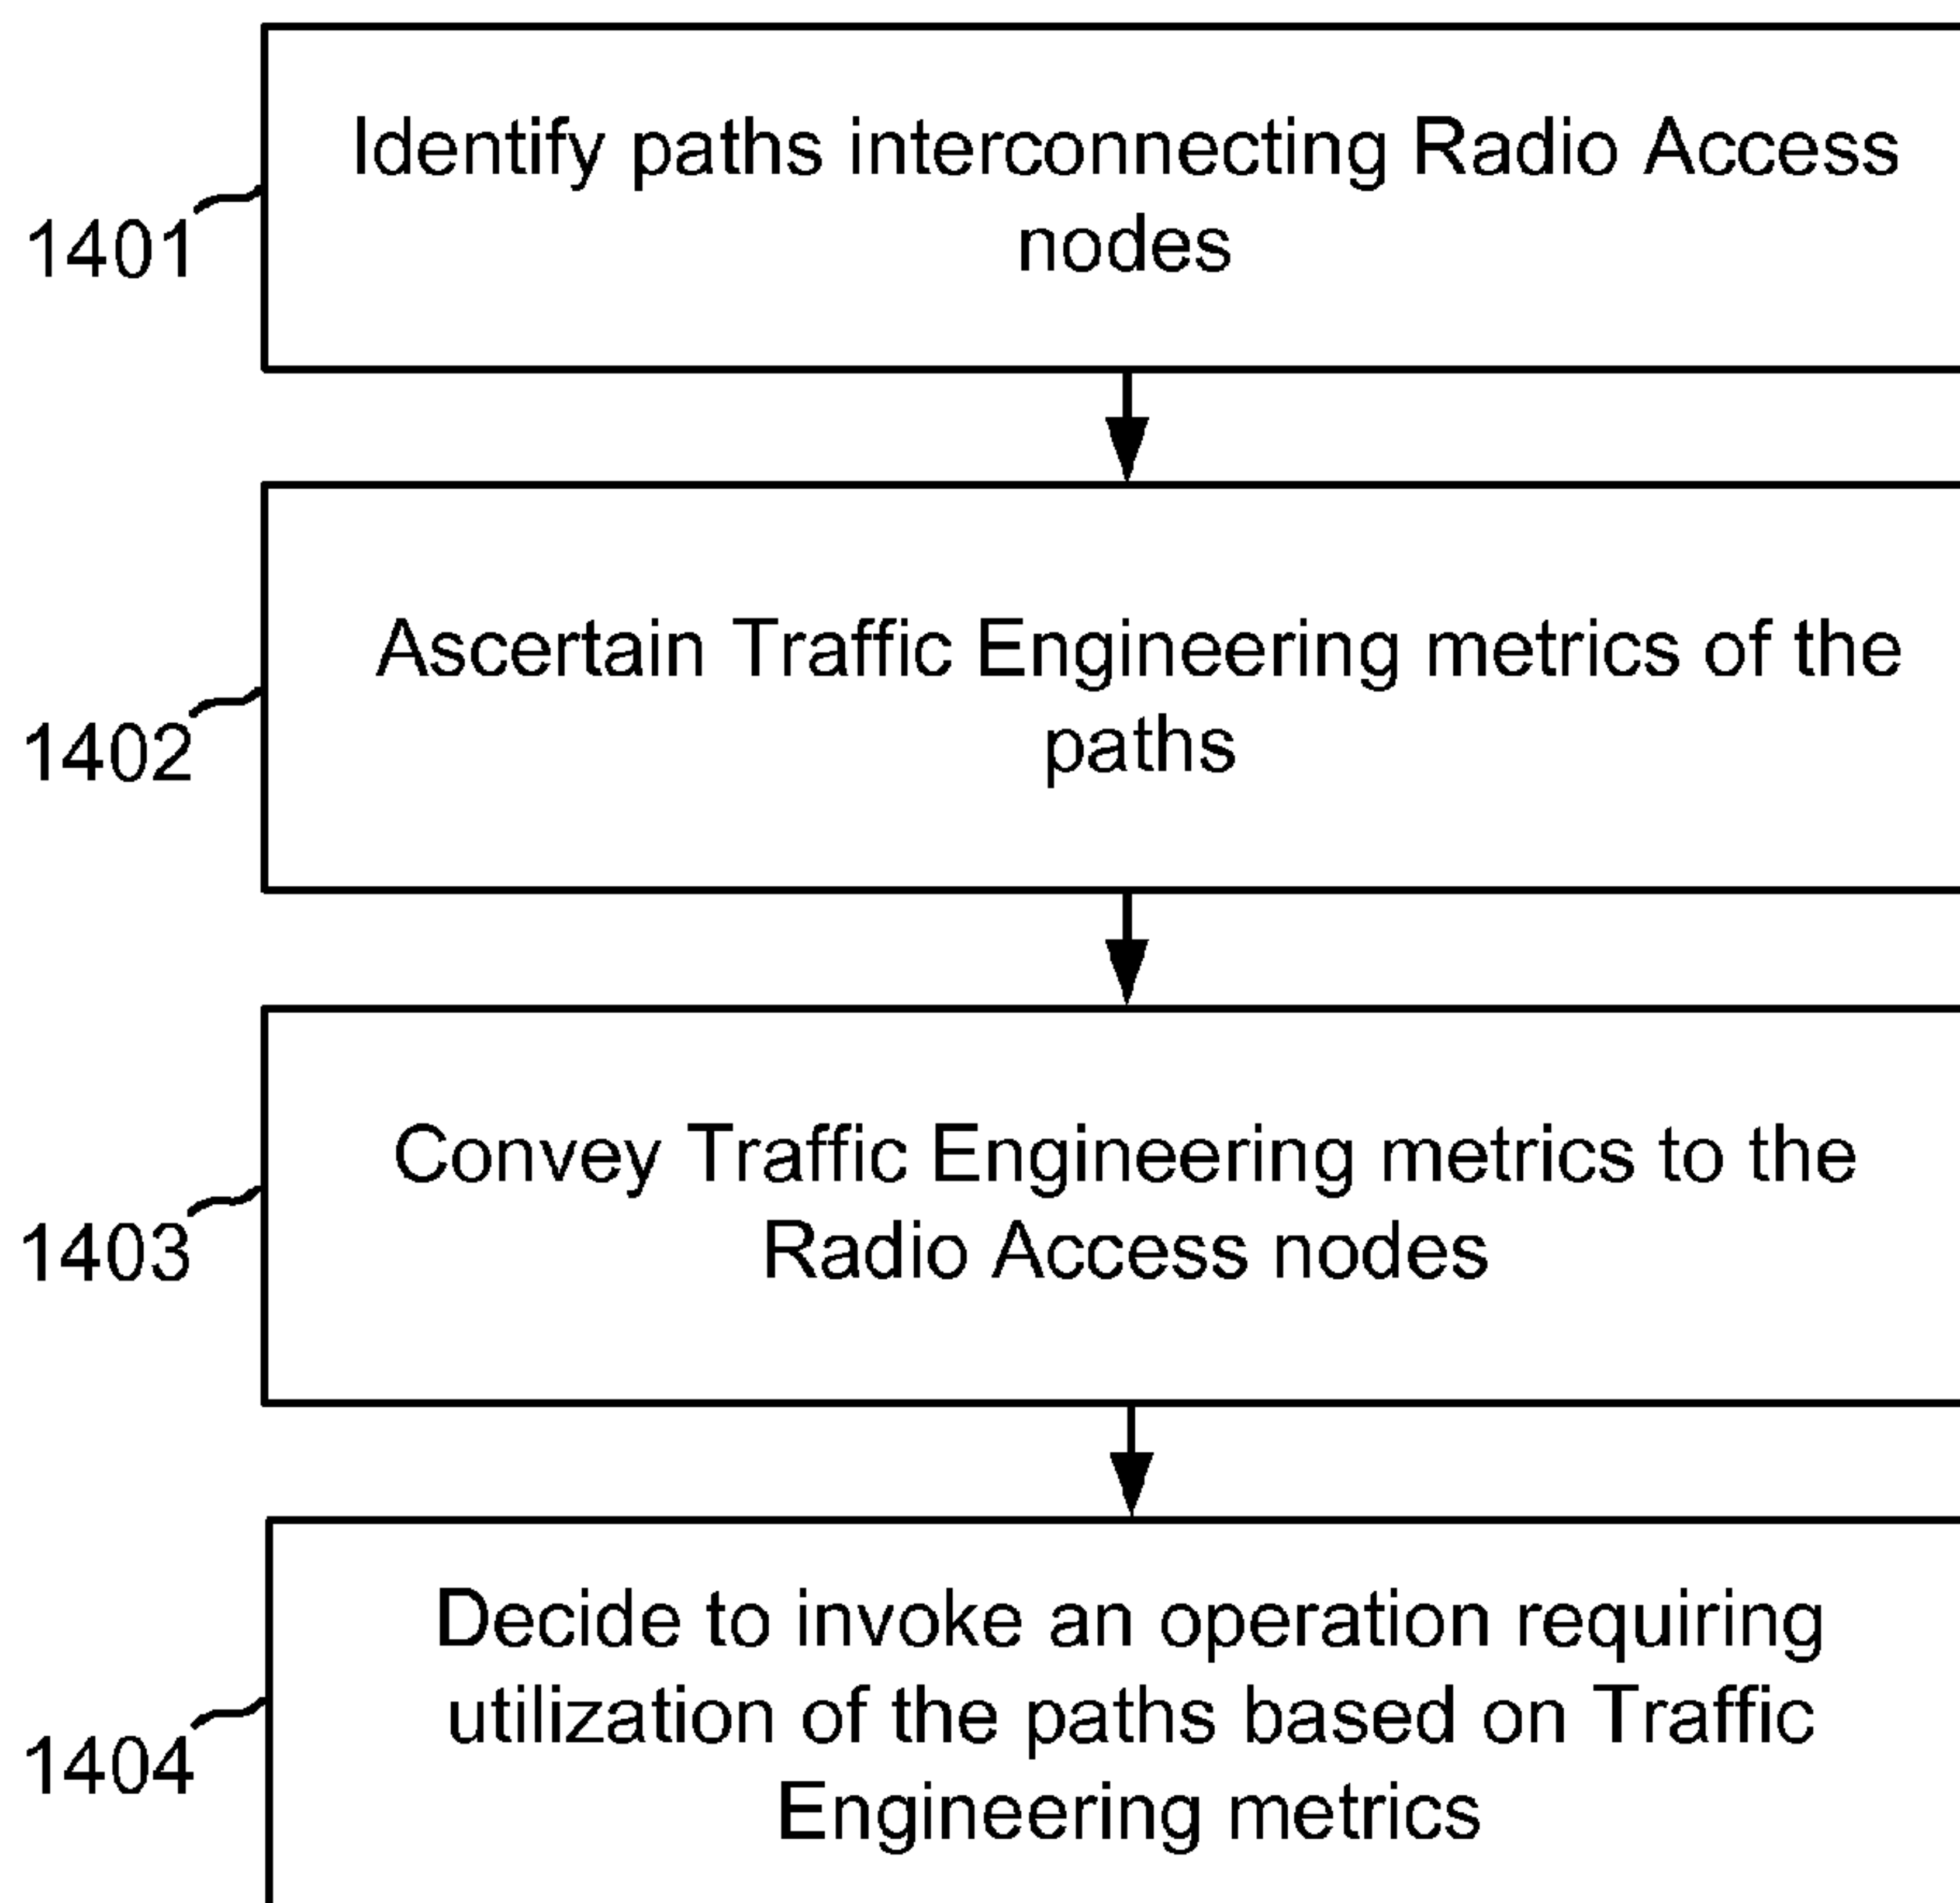 Identify paths interconnecting Radio Access
nodes
1401
Ascertain Traffic Engineering metrics of the
paths
1402
Convey Traffic Engineering metrics to the
Radio Access nodes
1403
Decide to invoke an operation requiring
utilization of the paths based on Traffic
Engineering metrics
1404